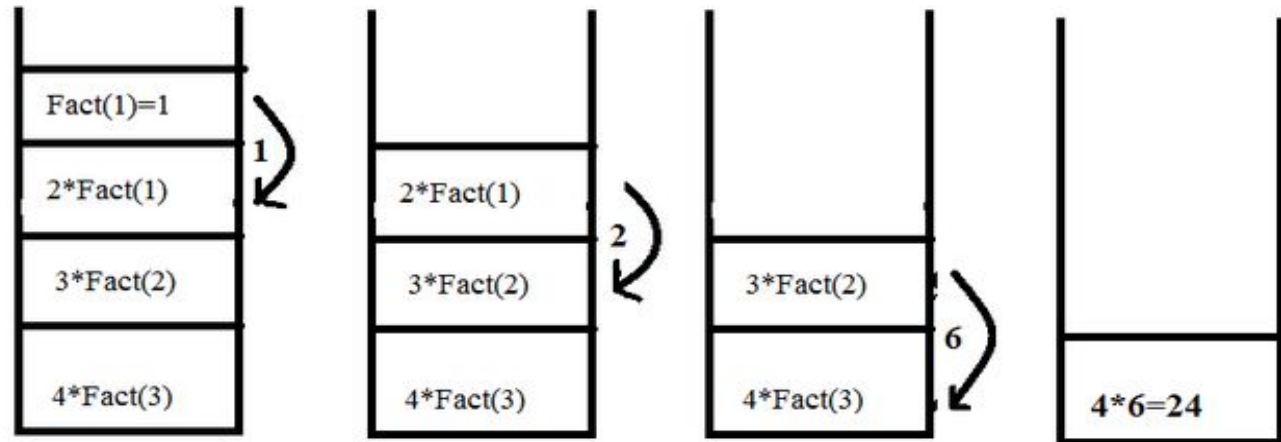 Fact(1)=1
1
2*Fact(1)
3*Fact(2)
4*Fact(3)
2*Fact(1)
2
3*Fact(2)
4*Fact(3)
3*Fact(2)
6
4*Fact(3)
4*6=24